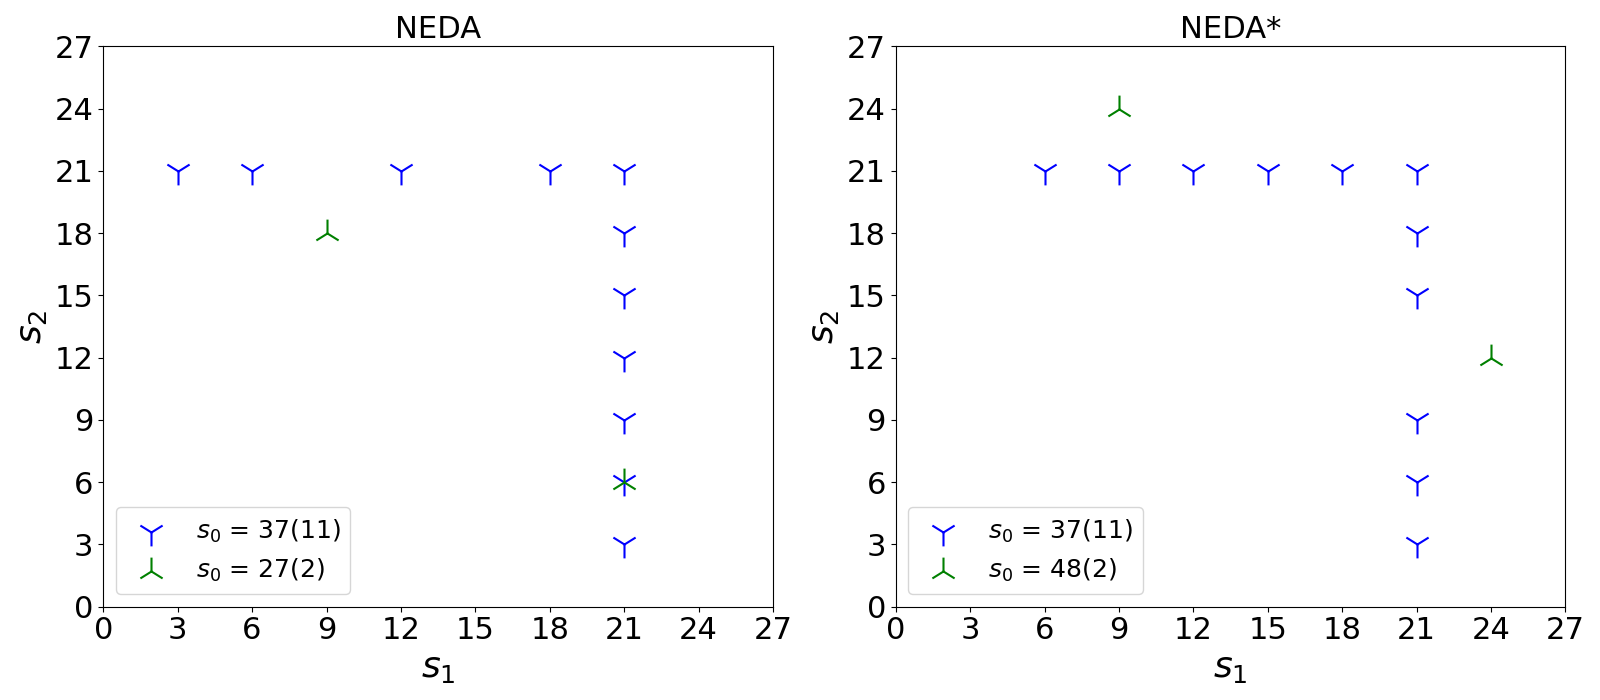 NEDA
27
24
21
18
15
12
9
6
3
0
s₂
s₀ = 37(11)
s₀ = 27(2)
0 3 6 9 12 15 18 21 24 27
s₁
NEDA*
27
24
21
18
15
12
9
6
3
0
s₂
s₀ = 37(11)
s₀ = 48(2)
0 3 6 9 12 15 18 21 24 27
s₁